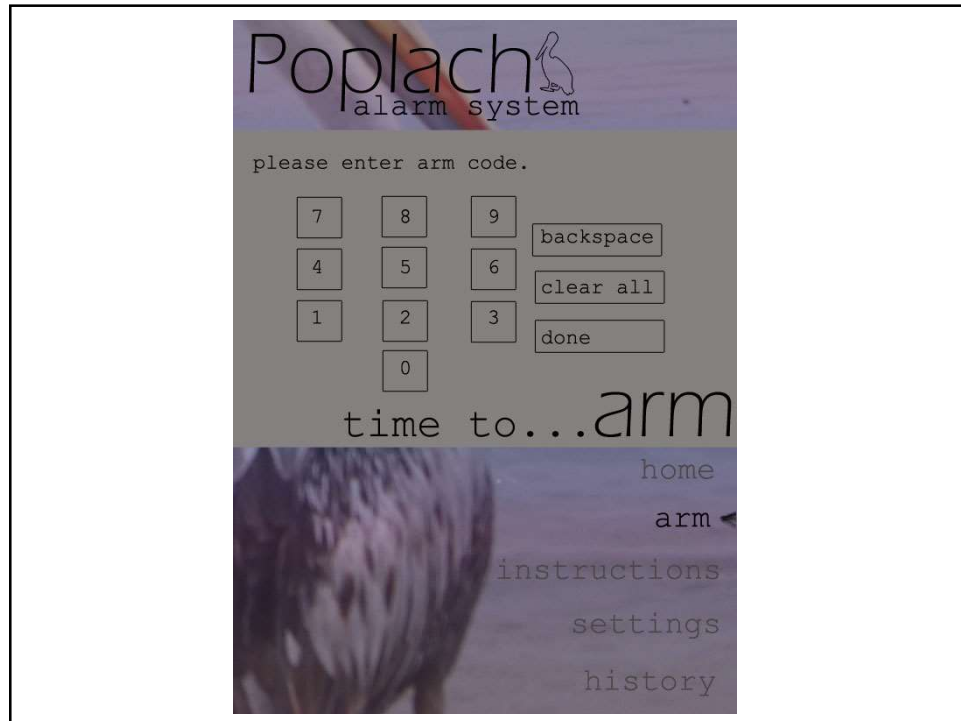 Poplach
alarm system
please enter arm code.
7 8 9
backspace
4 5 6
clear all
1 2 3
done
0
time to...arm
home
arm
instructions
settings
history